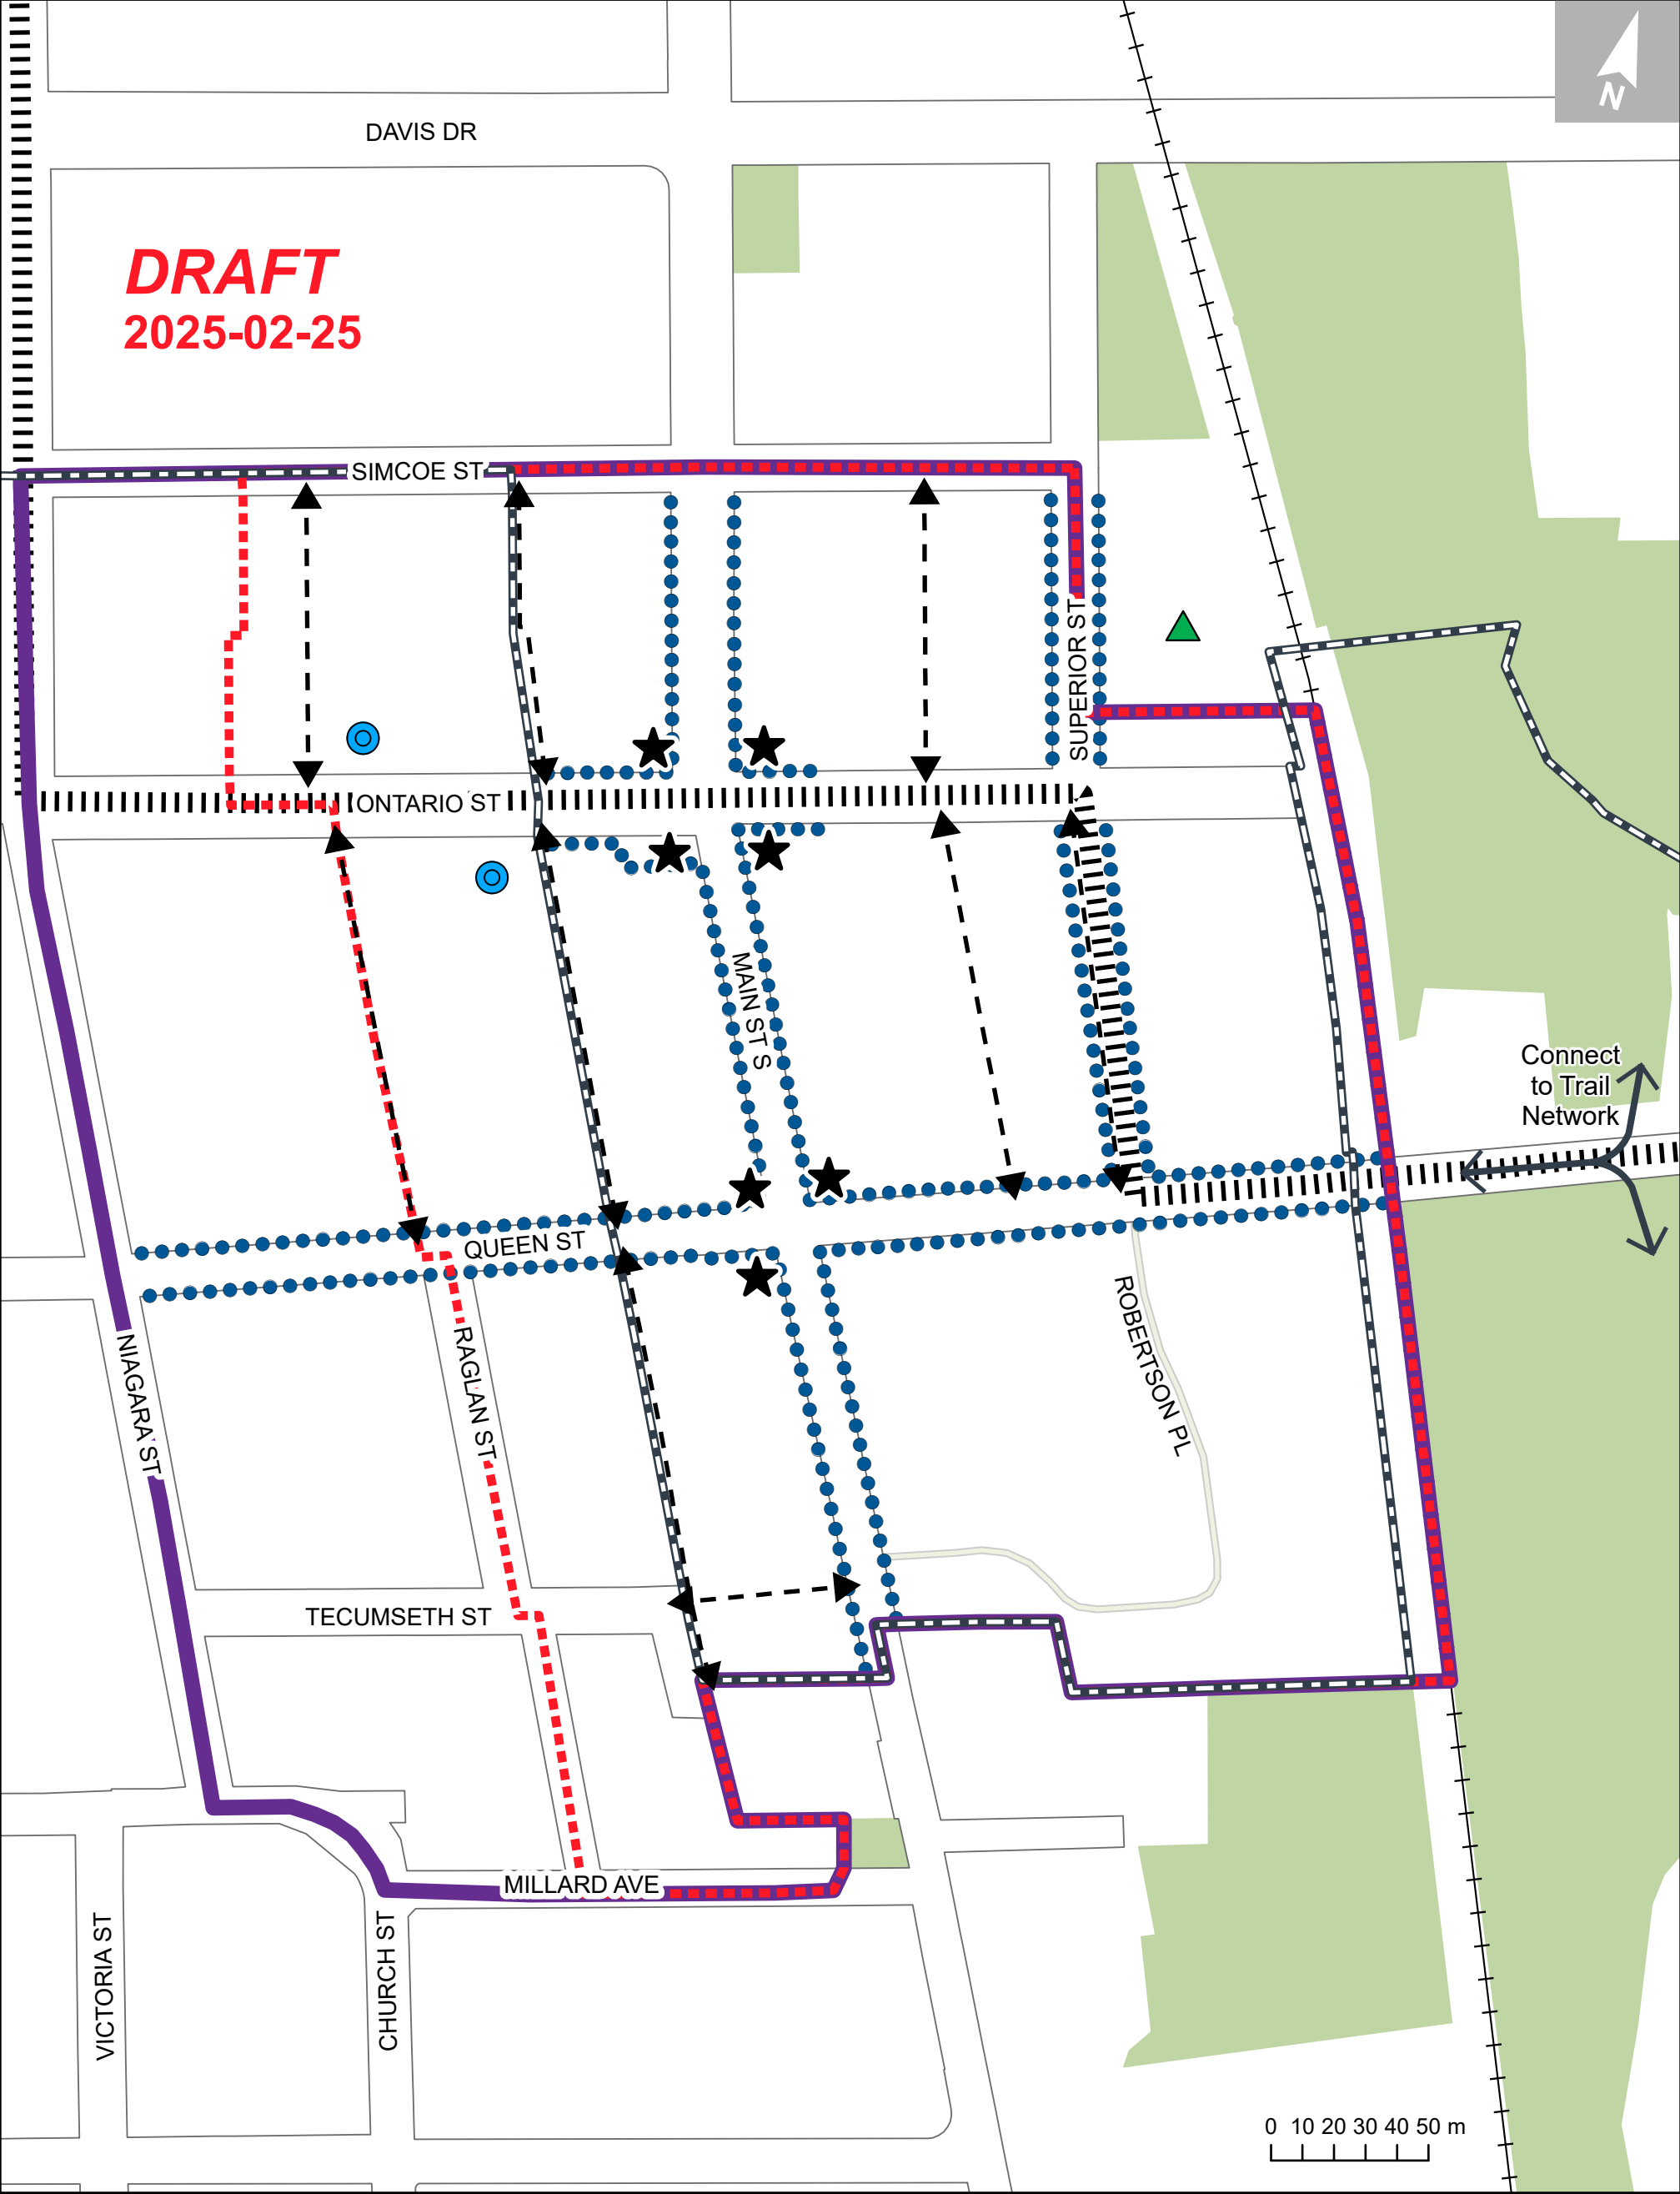 N
DAVIS DR
DRAFT
2025-02-25
SIMCOE ST
SUPERIOR ST
ONTARIO ST
MAIN ST S
Connect
to Trail
Network
QUEEN ST
ROBERTSON PL
RAGLAN ST
NIAGARA ST
TECUMSETH ST
MILLARD AVE
VICTORIA ST
CHURCH ST
0 10 20 30 40 50 m